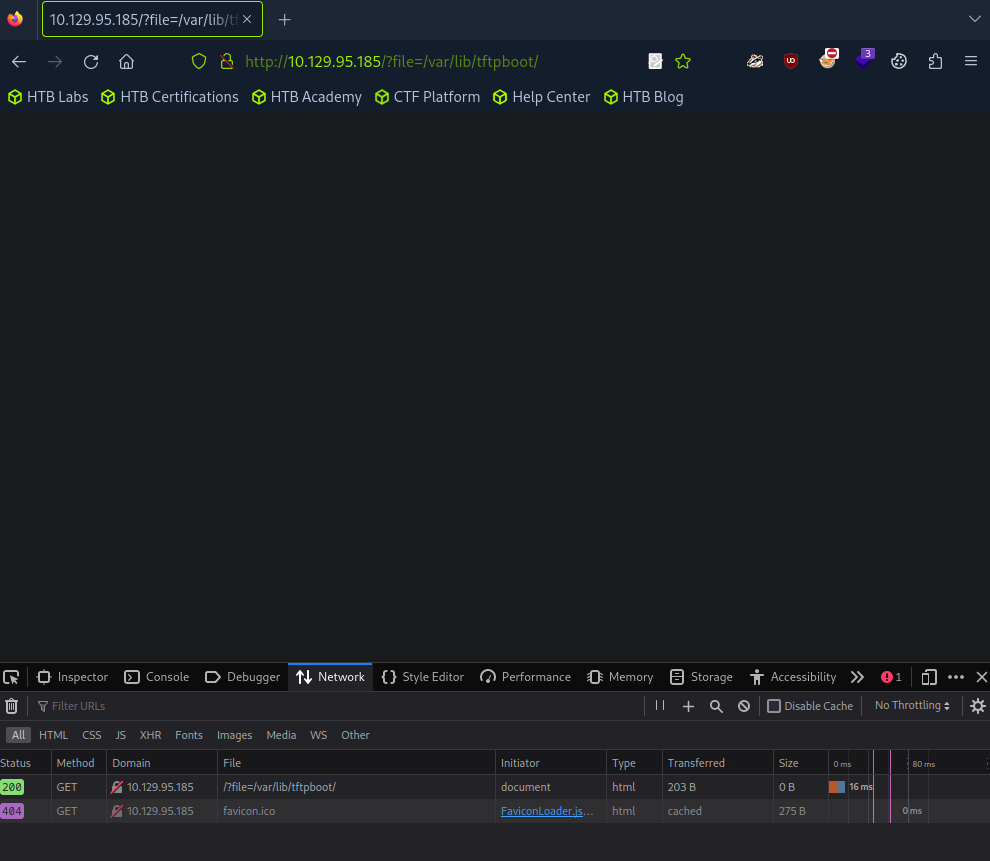 10.129.95.185/?file=/var/lib/tf
http://10.129.95.185/?file=/var/lib/tftpboot/
3
HTB Labs HTB Certifications HTB Academy CTF Platform Help Center HTB Blog
Inspector Console Debugger Network Style Editor Performance Memory Storage Accessibility 1
Filter URLs Disable Cache No Throttling
All HTML CSS JS XHR Fonts Images Media WS Other
Status Method Domain File Initiator Type Transferred Size 0 ms 80 ms
200 GET 10.129.95.185 /?file=/var/lib/tftpboot/ document html 203 B 0 B 16 ms
404 GET 10.129.95.185 favicon.ico FaviconLoader.js... html cached 275 B 0 ms